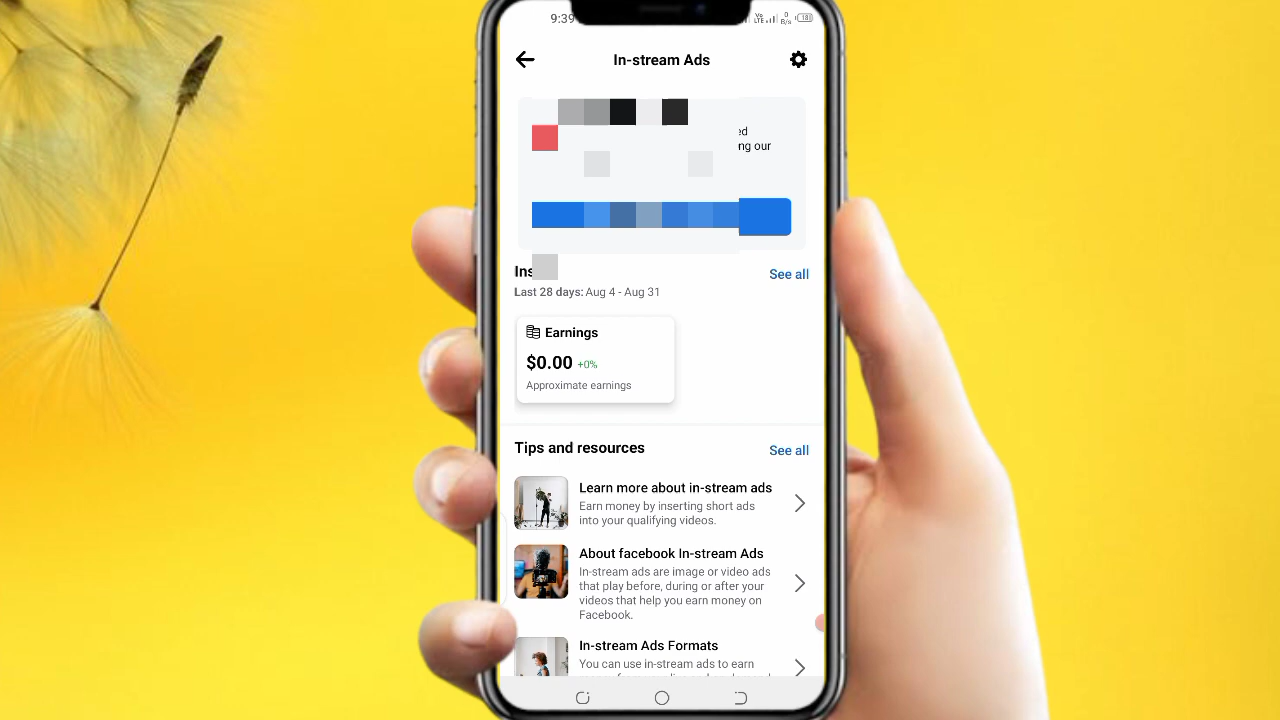 9:39
18
In-stream Ads
ed
ng our
Ins
See all
Last 28 days: Aug 4 - Aug 31
Earnings
$0.00 +0%
Approximate earnings
Tips and resources
See all
Learn more about in-stream ads
Earn money by inserting short ads
into your qualifying videos.
About facebook In-stream Ads
In-stream ads are image or video ads
that play before, during or after your
videos that help you earn money on
Facebook.
In-stream Ads Formats
You can use in-stream ads to earn